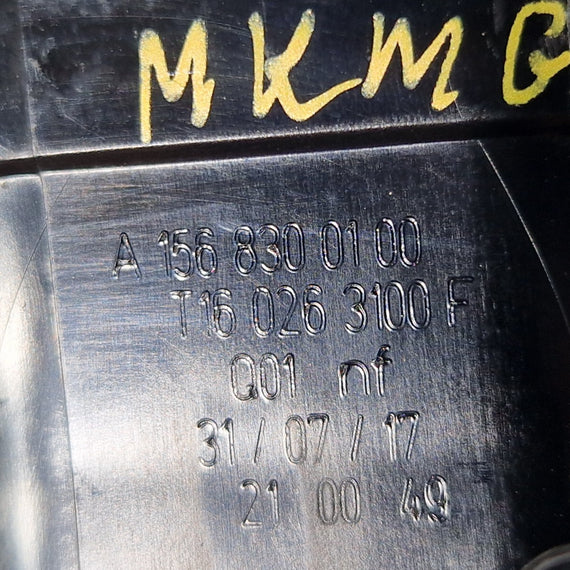 MKMG
A 156 830 01 00
T16 026 3100 F
Q01 nf
31/07/17
21 00 49